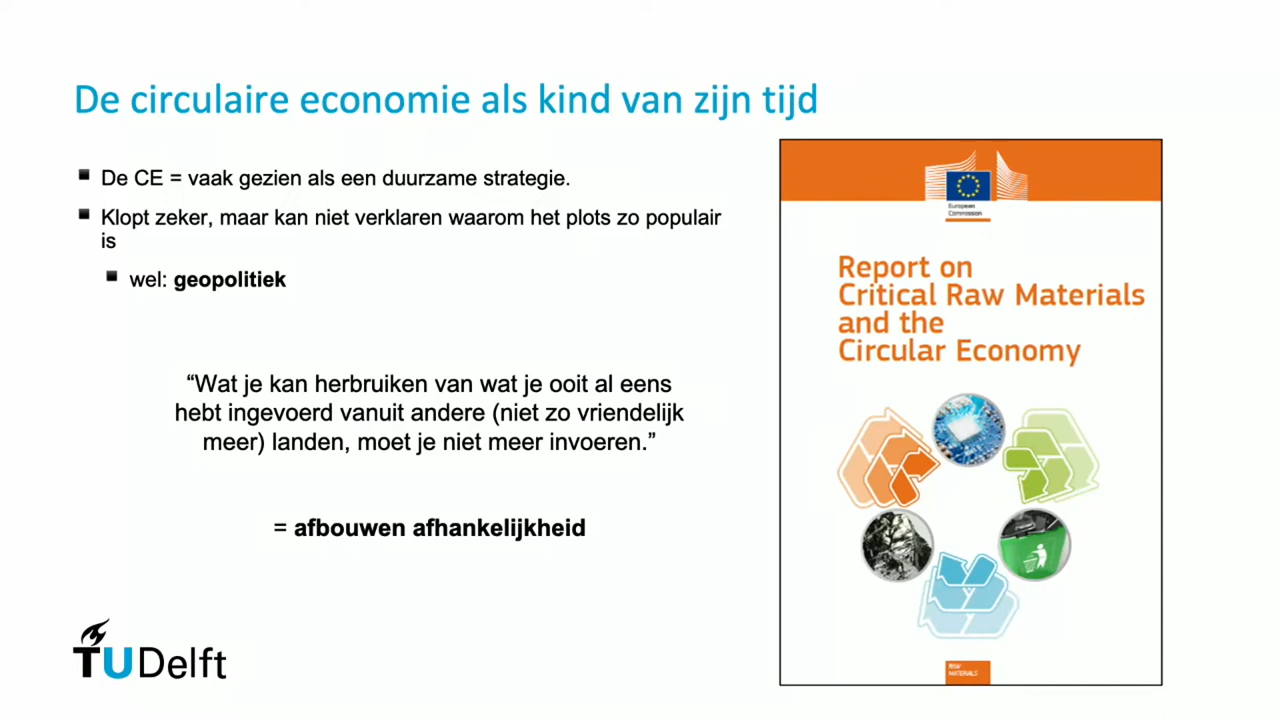 De circulaire economie als kind van zijn tijd
De CE = vaak gezien als een duurzame strategie.
Klopt zeker, maar kan niet verklaren waarom het plots zo populair
is
wel: geopolitiek
“Wat je kan herbruiken van wat je ooit al eens
hebt ingevoerd vanuit andere (niet zo vriendelijk
meer) landen, moet je niet meer invoeren.”
= afbouwen afhankelijkheid
TUDelft
European
Commission
Report on
Critical Raw Materials
and the
Circular Economy
RAW
MATERIALS